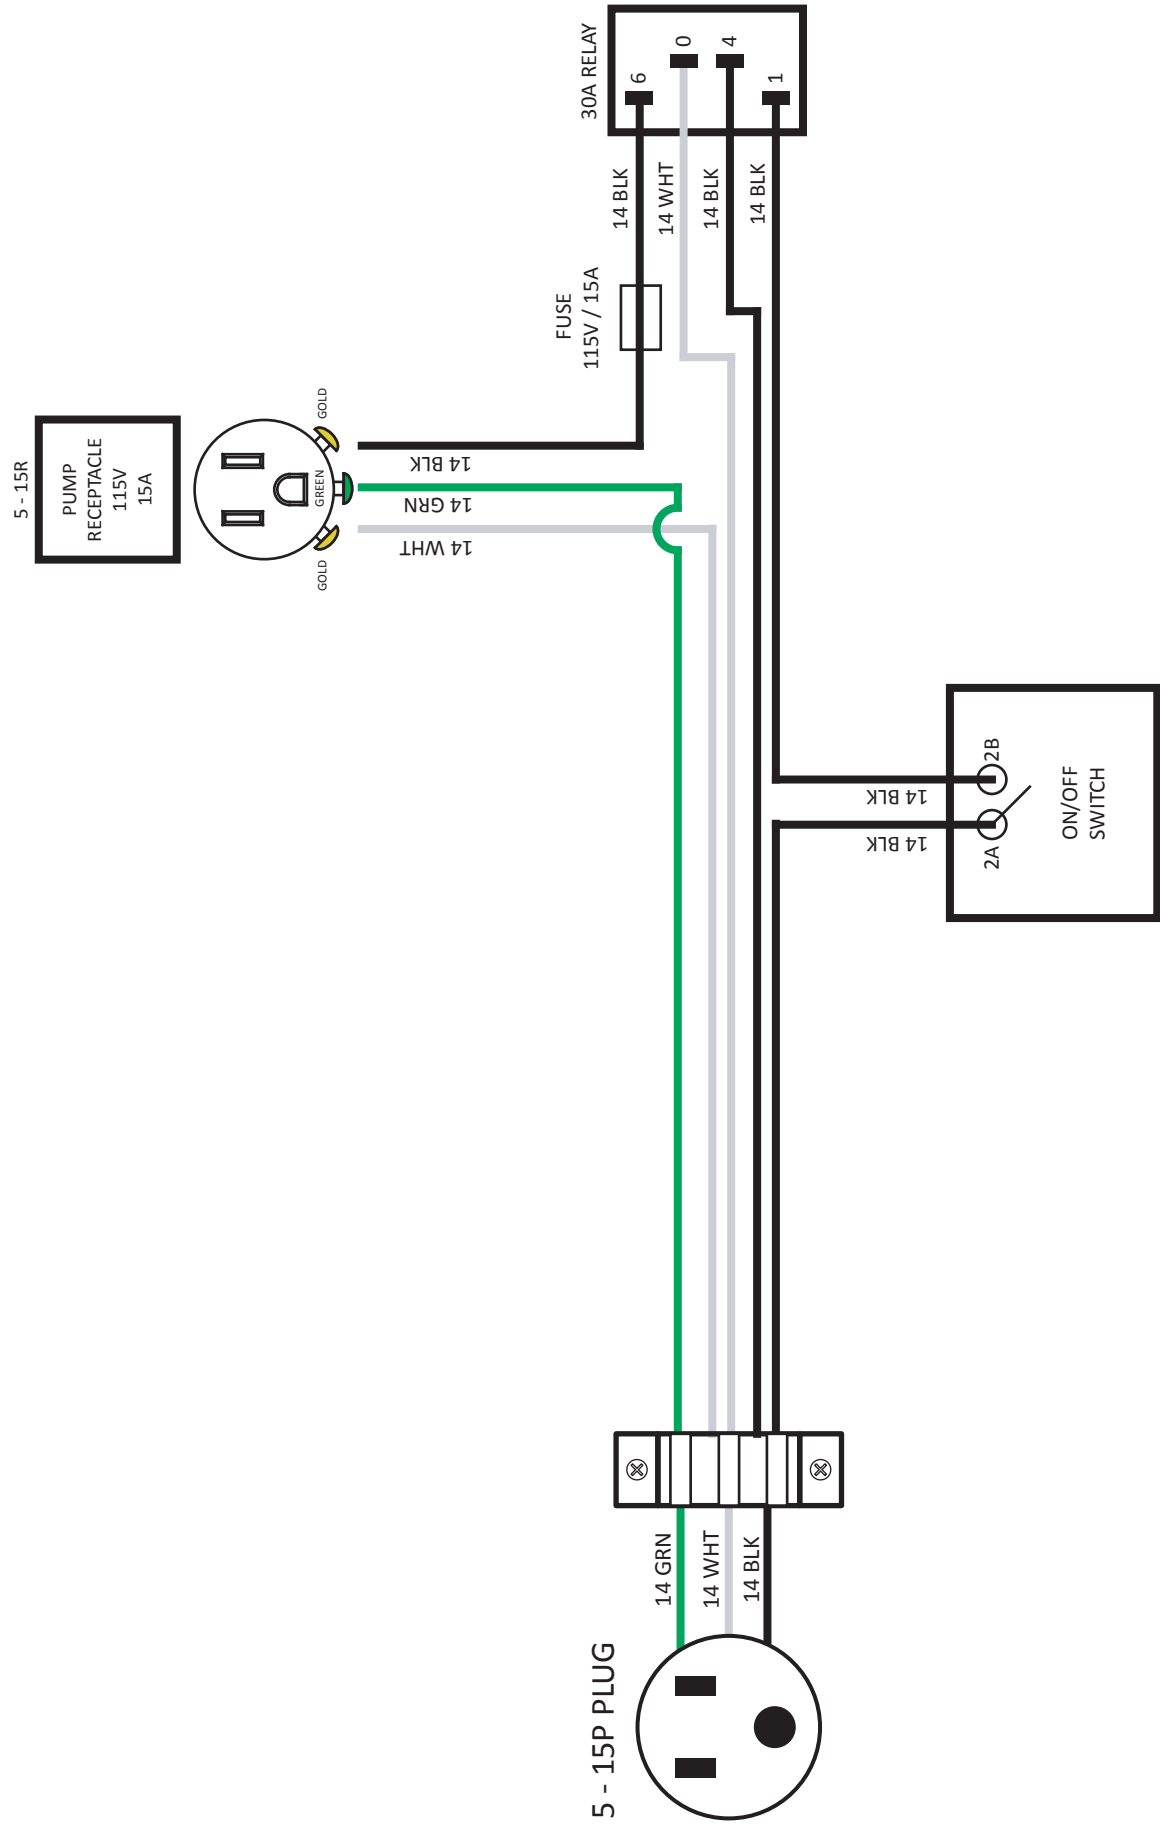 5 - 15R
PUMP
RECEPTACLE
115V
15A
GOLD
GREEN
GOLD
14 BLK
14 GRN
14 WHT
FUSE
115V / 15A
30A RELAY
6
0
4
1
14 BLK
14 WHT
14 BLK
14 BLK
14 BLK
14 BLK
2A
2B
ON/OFF
SWITCH
5 - 15P PLUG
14 GRN
14 WHT
14 BLK